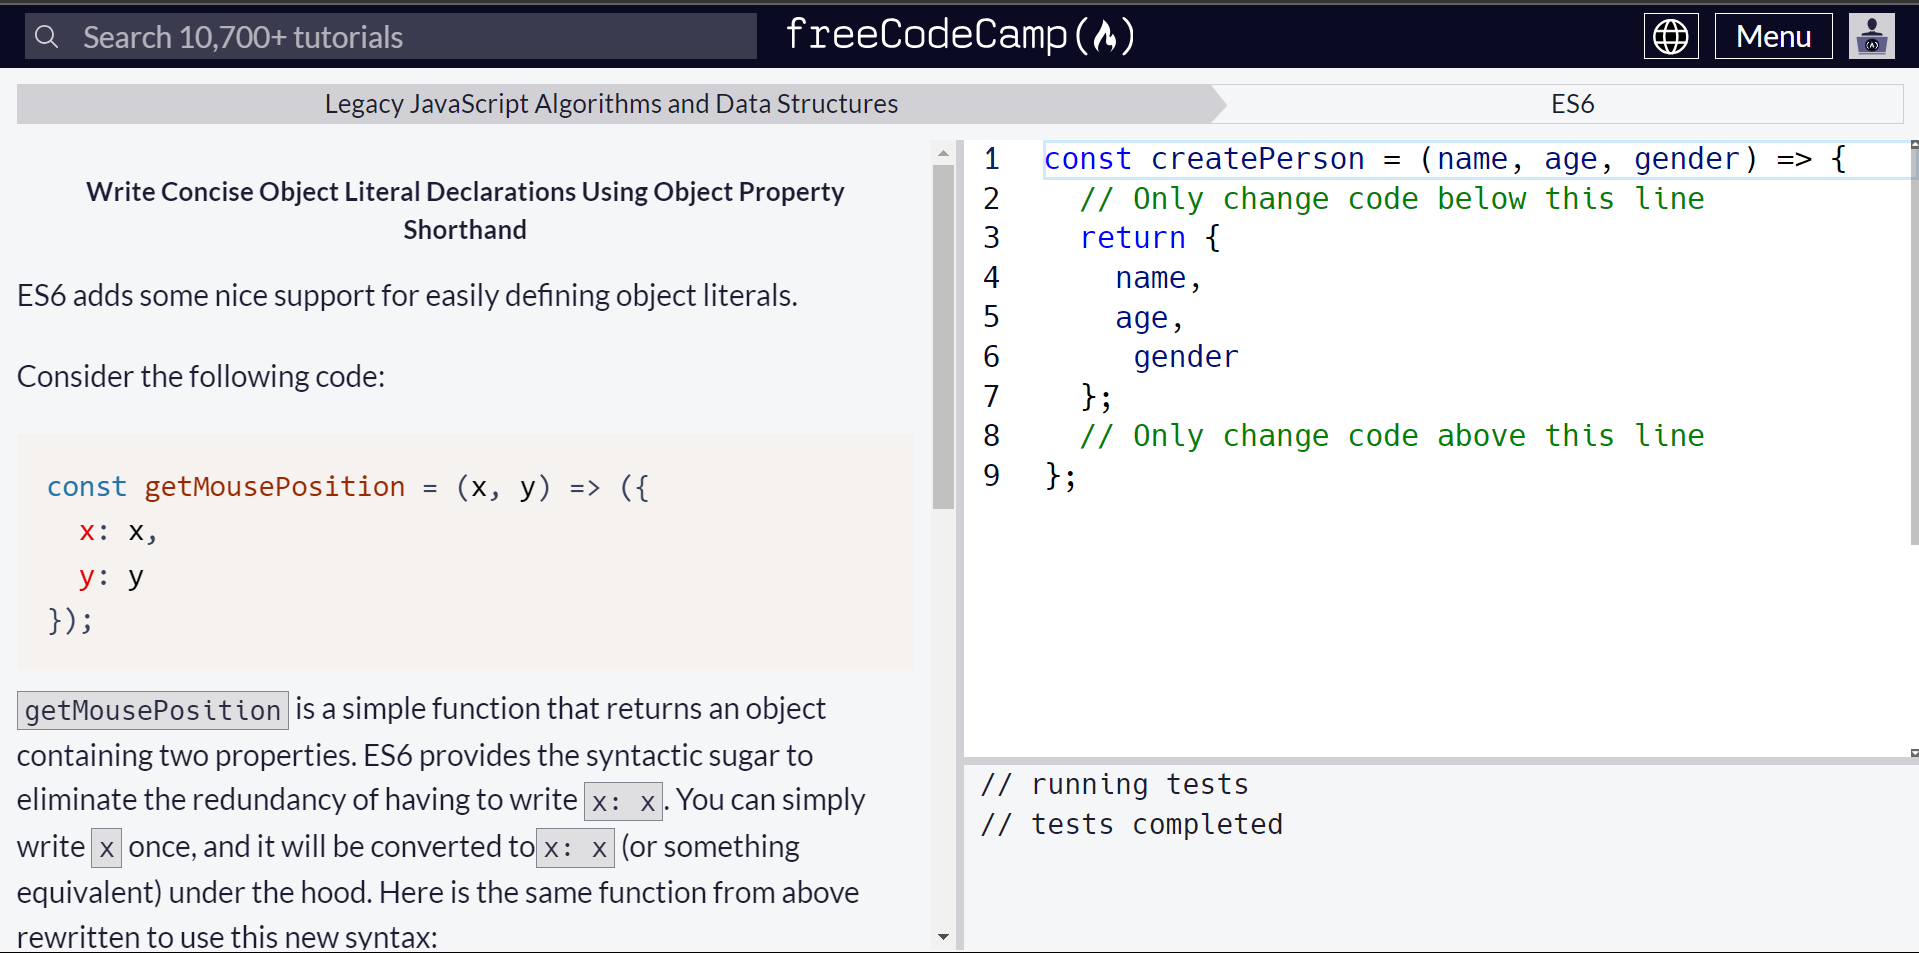 Search 10,700+ tutorials
freeCodeCamp
Menu
Legacy JavaScript Algorithms and Data Structures
ES6
Write Concise Object Literal Declarations Using Object Property
Shorthand
ES6 adds some nice support for easily defining object literals.
Consider the following code:
const getMousePosition = (x, y) => ({
  x: x,
  y: y
});
getMousePosition is a simple function that returns an object
containing two properties. ES6 provides the syntactic sugar to
eliminate the redundancy of having to write x: x. You can simply
write x once, and it will be converted to x: x (or something
equivalent) under the hood. Here is the same function from above
rewritten to use this new syntax:
1 const createPerson = (name, age, gender) => {
2   // Only change code below this line
3   return {
4     name,
5     age,
6      gender
7   };
8   // Only change code above this line
9 };
// running tests
// tests completed